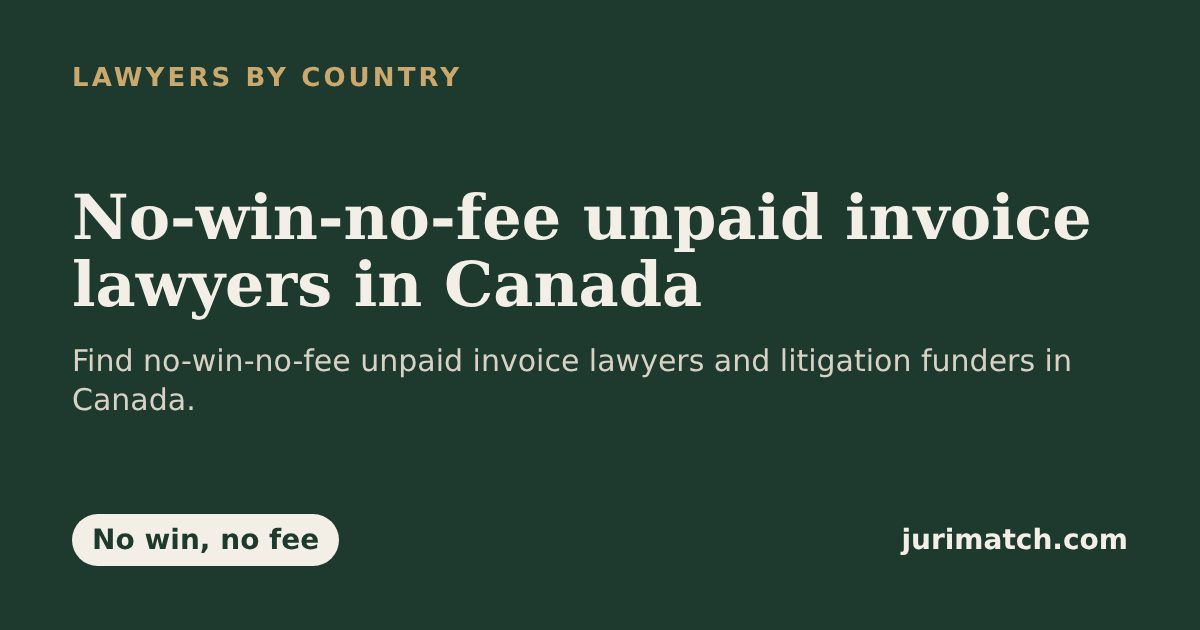 LAWYERS BY COUNTRY
No-win-no-fee unpaid invoice
lawyers in Canada
Find no-win-no-fee unpaid invoice lawyers and litigation funders in
Canada.
No win, no fee
jurimatch.com